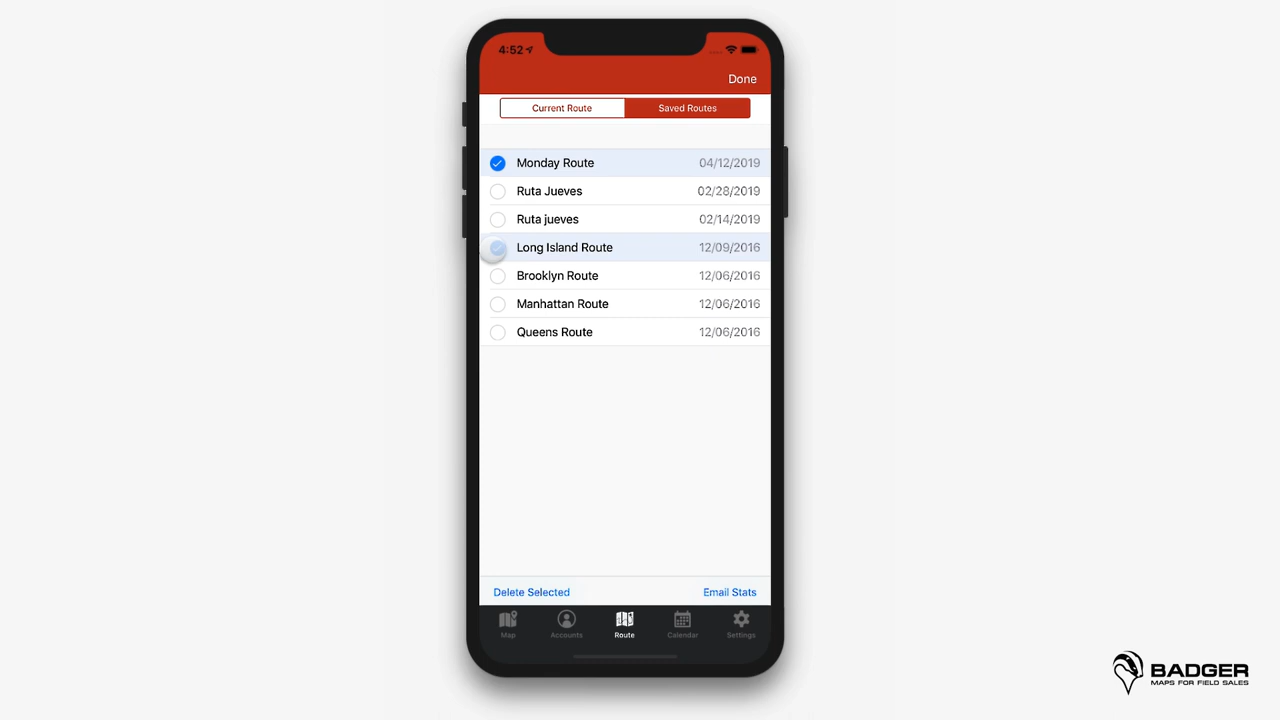 4:52
Done
Current Route
Saved Routes
Monday Route 04/12/2019
Ruta Jueves 02/28/2019
Ruta jueves 02/14/2019
Long Island Route 12/09/2016
Brooklyn Route 12/06/2016
Manhattan Route 12/06/2016
Queens Route 12/06/2016
Delete Selected
Email Stats
Map
Accounts
Route
Calendar
Settings
BADGER
MAPS FOR FIELD SALES